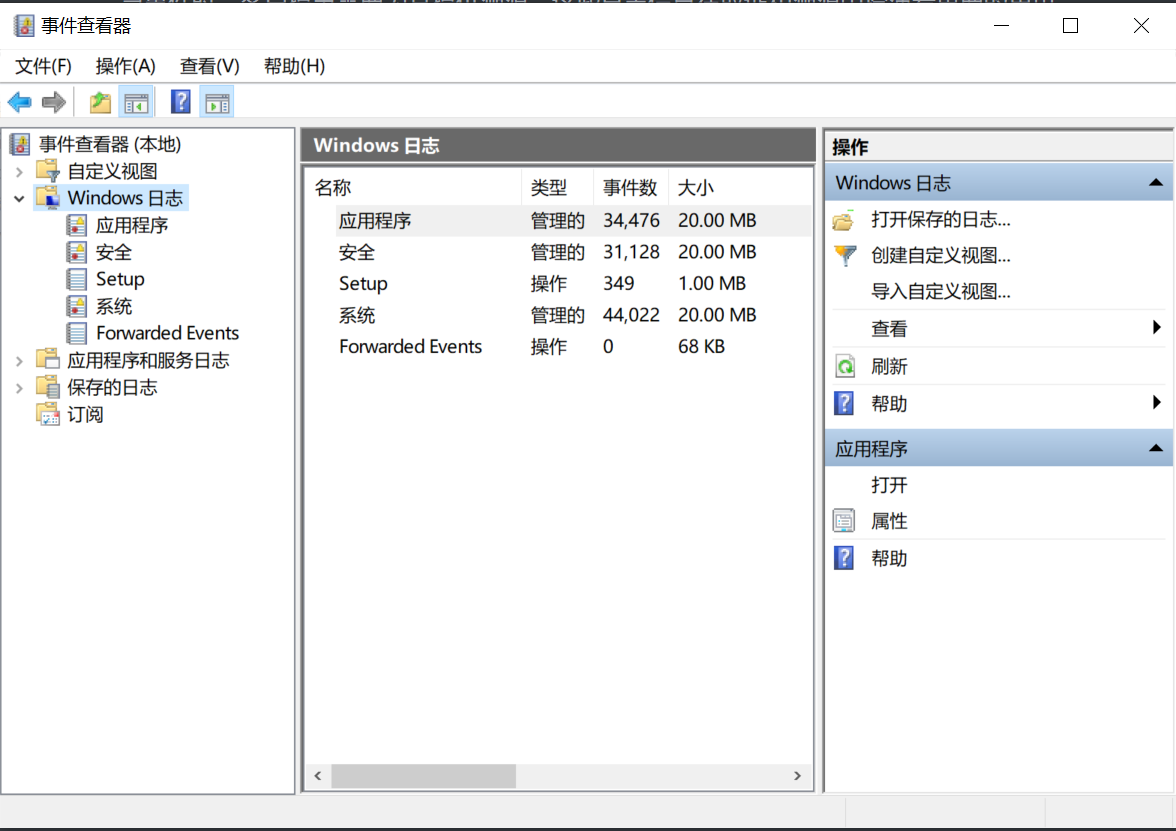 事件查看器
文件(F) 操作(A) 查看(V) 帮助(H)
事件查看器 (本地)
自定义视图
Windows 日志
应用程序
安全
Setup
系统
Forwarded Events
应用程序和服务日志
保存的日志
订阅
Windows 日志
名称 类型 事件数 大小
应用程序 管理的 34,476 20.00 MB
安全 管理的 31,128 20.00 MB
Setup 操作 349 1.00 MB
系统 管理的 44,022 20.00 MB
Forwarded Events 操作 0 68 KB
操作
Windows 日志
打开保存的日志...
创建自定义视图...
导入自定义视图...
查看
刷新
帮助
应用程序
打开
属性
帮助